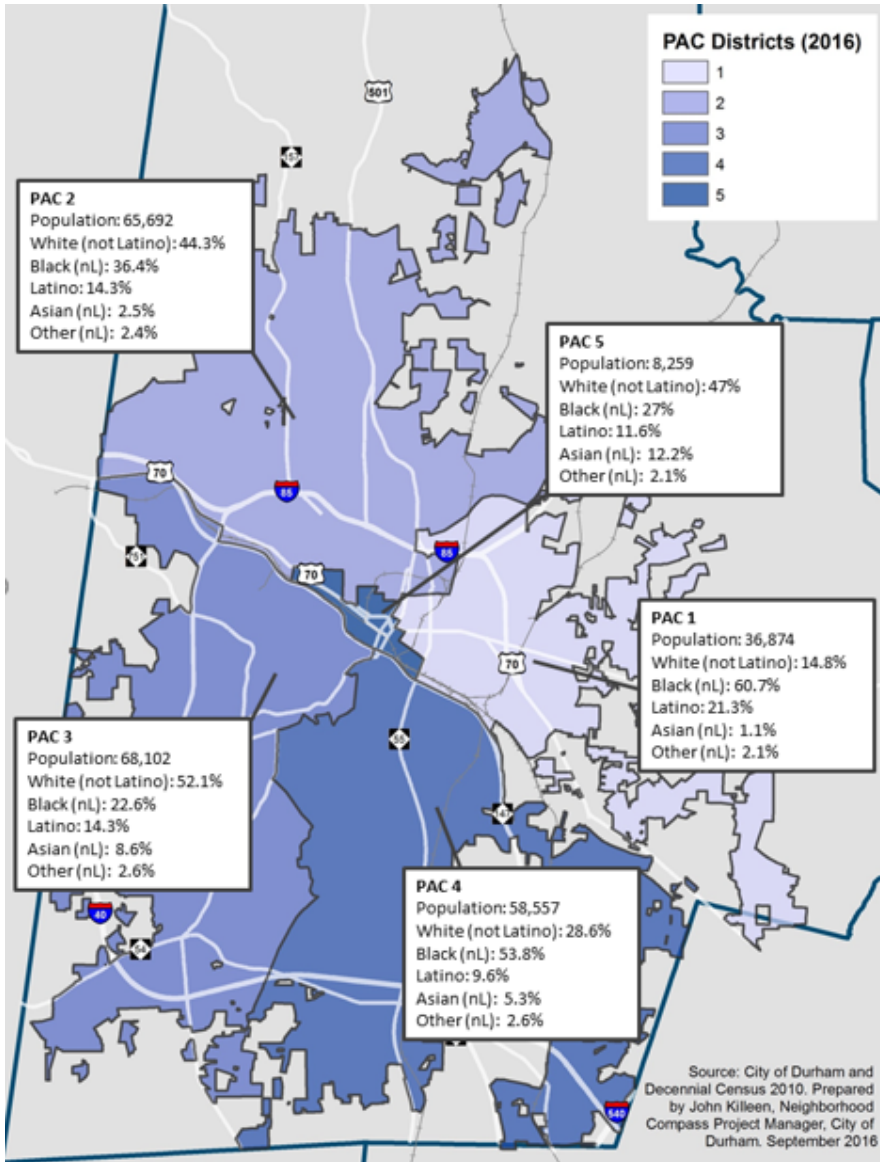 501
157
PAC Districts (2016)
1
2
3
4
5
PAC 2
Population: 65,692
White (not Latino): 44.3%
Black (nL): 36.4%
Latino: 14.3%
Asian (nL): 2.5%
Other (nL): 2.4%
PAC 5
Population: 8,259
White (not Latino): 47%
Black (nL): 27%
Latino: 11.6%
Asian (nL): 12.2%
Other (nL): 2.1%
70
85
85
751
70
70
PAC 1
Population: 36,874
White (not Latino): 14.8%
Black (nL): 60.7%
Latino: 21.3%
Asian (nL): 1.1%
Other (nL): 2.1%
PAC 3
Population: 68,102
White (not Latino): 52.1%
Black (nL): 22.6%
Latino: 14.3%
Asian (nL): 8.6%
Other (nL): 2.6%
55
147
40
54
PAC 4
Population: 58,557
White (not Latino): 28.6%
Black (nL): 53.8%
Latino: 9.6%
Asian (nL): 5.3%
Other (nL): 2.6%
540
Source: City of Durham and
Decennial Census 2010. Prepared
by John Killeen, Neighborhood
Compass Project Manager, City of
Durham. September 2016